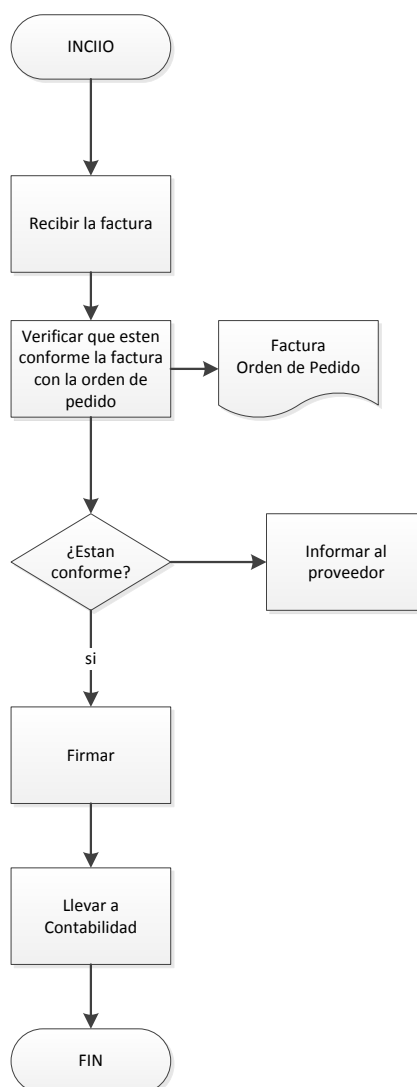 INCIIO
Recibir la factura
Verificar que esten
conforme la factura
con la orden de
pedido
Factura
Orden de Pedido
¿Estan
conforme?
Informar al
proveedor
si
Firmar
Llevar a
Contabilidad
FIN